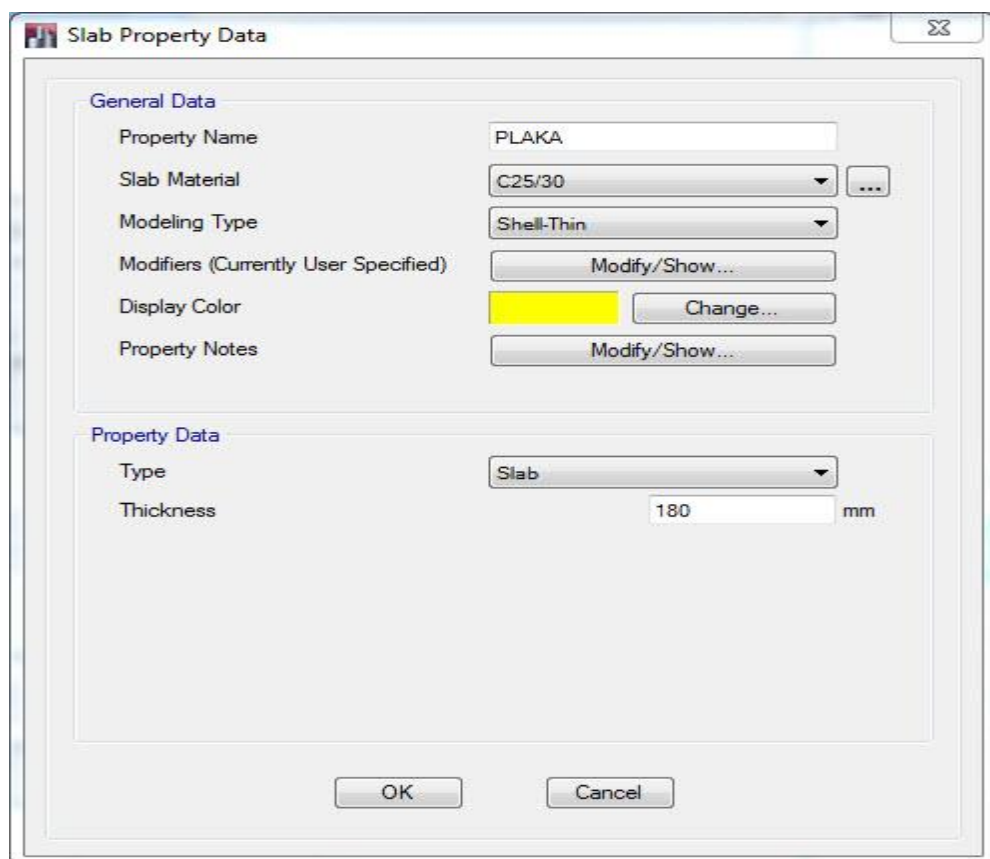 Slab Property Data
General Data
Property Name PLAKA
Slab Material C25/30 ...
Modeling Type Shell-Thin
Modifiers (Currently User Specified) Modify/Show...
Display Color Change...
Property Notes Modify/Show...
Property Data
Type Slab
Thickness 180 mm
OK Cancel